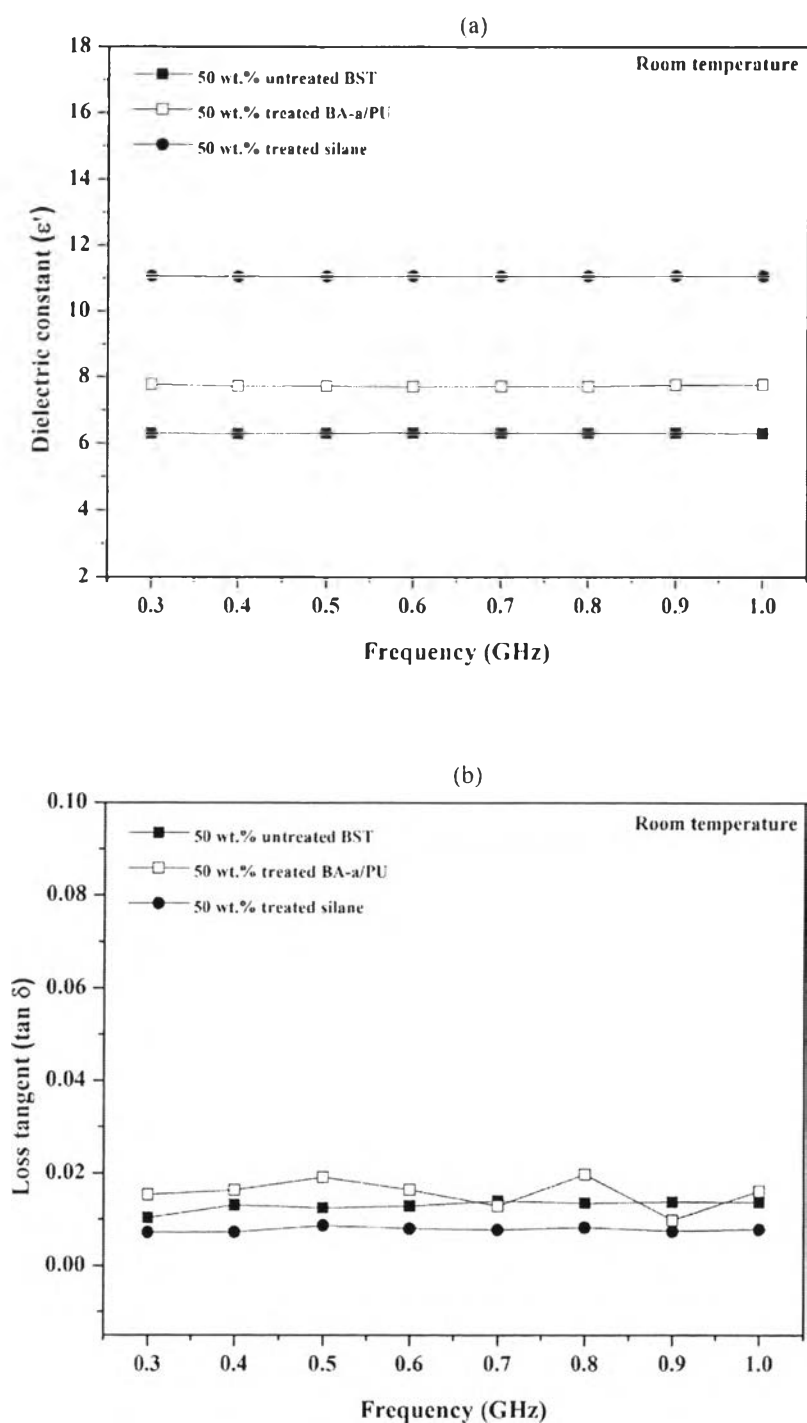 (a)
18
16
14
12
10
8
6
4
2
Dielectric constant (ε')
50 wt.% untreated BST
50 wt.% treated BA-a/PU
50 wt.% treated silane
Room temperature
0.3 0.4 0.5 0.6 0.7 0.8 0.9 1.0
Frequency (GHz)
(b)
0.10
0.08
0.06
0.04
0.02
0.00
Loss tangent (tan δ)
50 wt.% untreated BST
50 wt.% treated BA-a/PU
50 wt.% treated silane
Room temperature
0.3 0.4 0.5 0.6 0.7 0.8 0.9 1.0
Frequency (GHz)